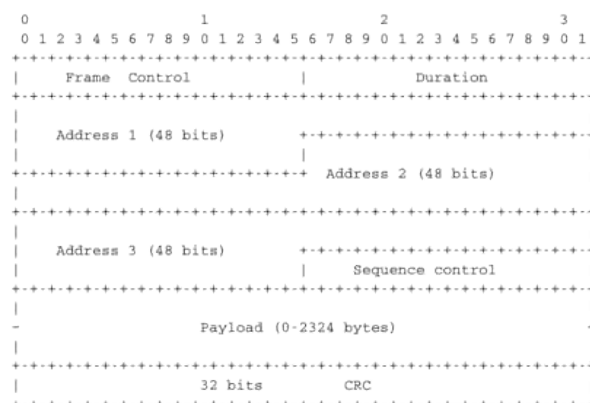 0 1 2 3
0 1 2 3 4 5 6 7 8 9 0 1 2 3 4 5 6 7 8 9 0 1 2 3 4 5 6 7 8 9 0 1
Frame Control | Duration
Address 1 (48 bits)
Address 2 (48 bits)
Address 3 (48 bits)
Sequence control
Payload (0-2324 bytes)
32 bits CRC